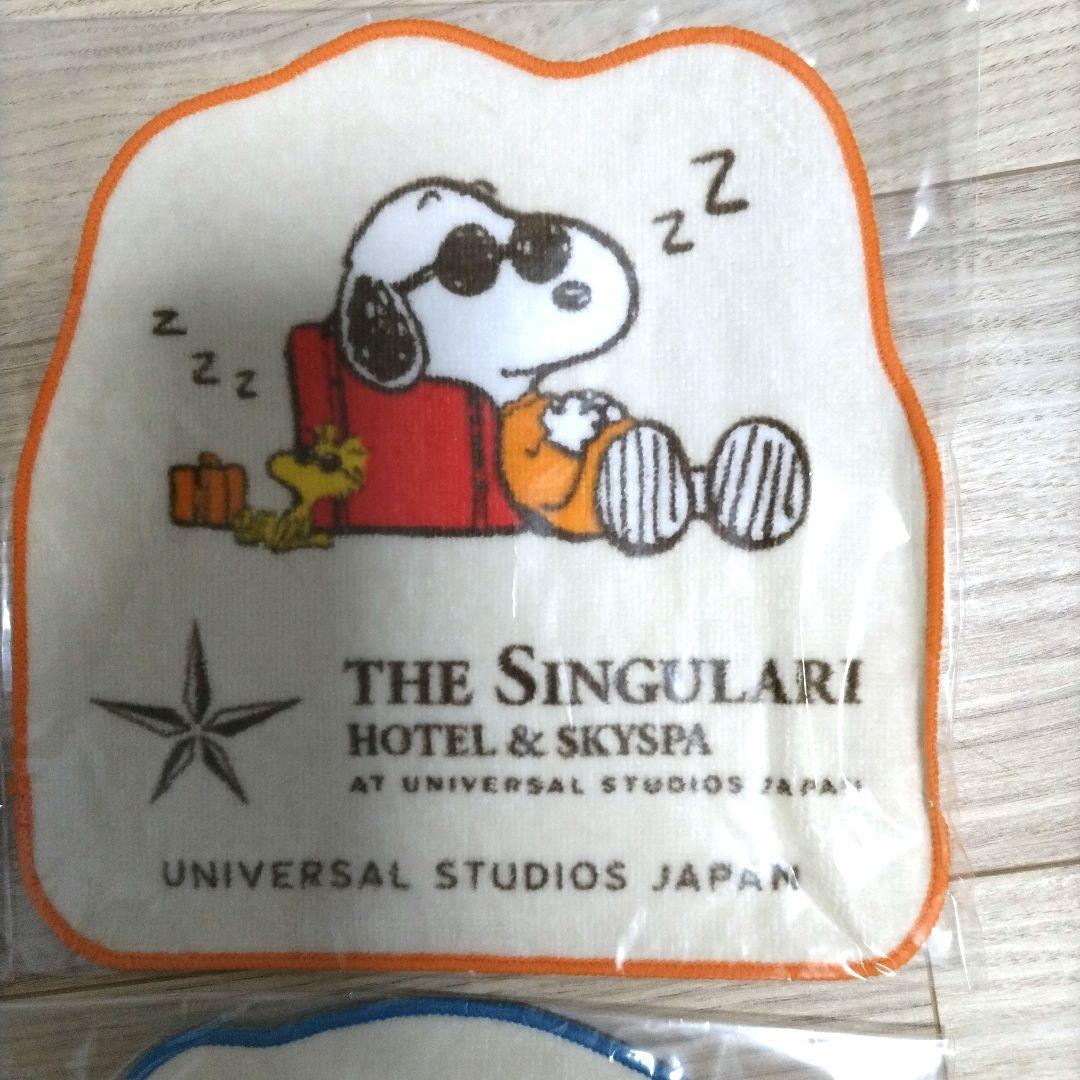 Z
Z
Z
Z
Z
THE SINGULARI
HOTEL & SKYSPA
AT UNIVERSAL STUDIOS JAPAN
UNIVERSAL STUDIOS JAPAN